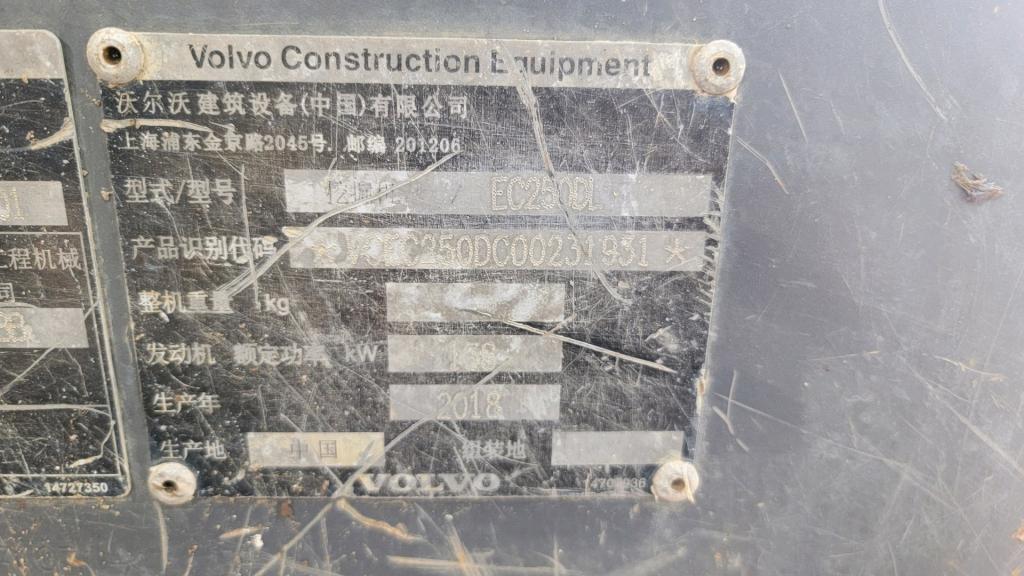 Volvo Construction Equipment
沃尔沃建筑设备(中国)有限公司
上海浦东金京路2045号. 邮编 201206
型式/型号 / EC250DL
产品识别代码 250DC00231931
整机重量 kg
发动机 额定功率 kW
生产年 2018
生产地 中国 组装地
VOLVO
01
程机械
司
14727350